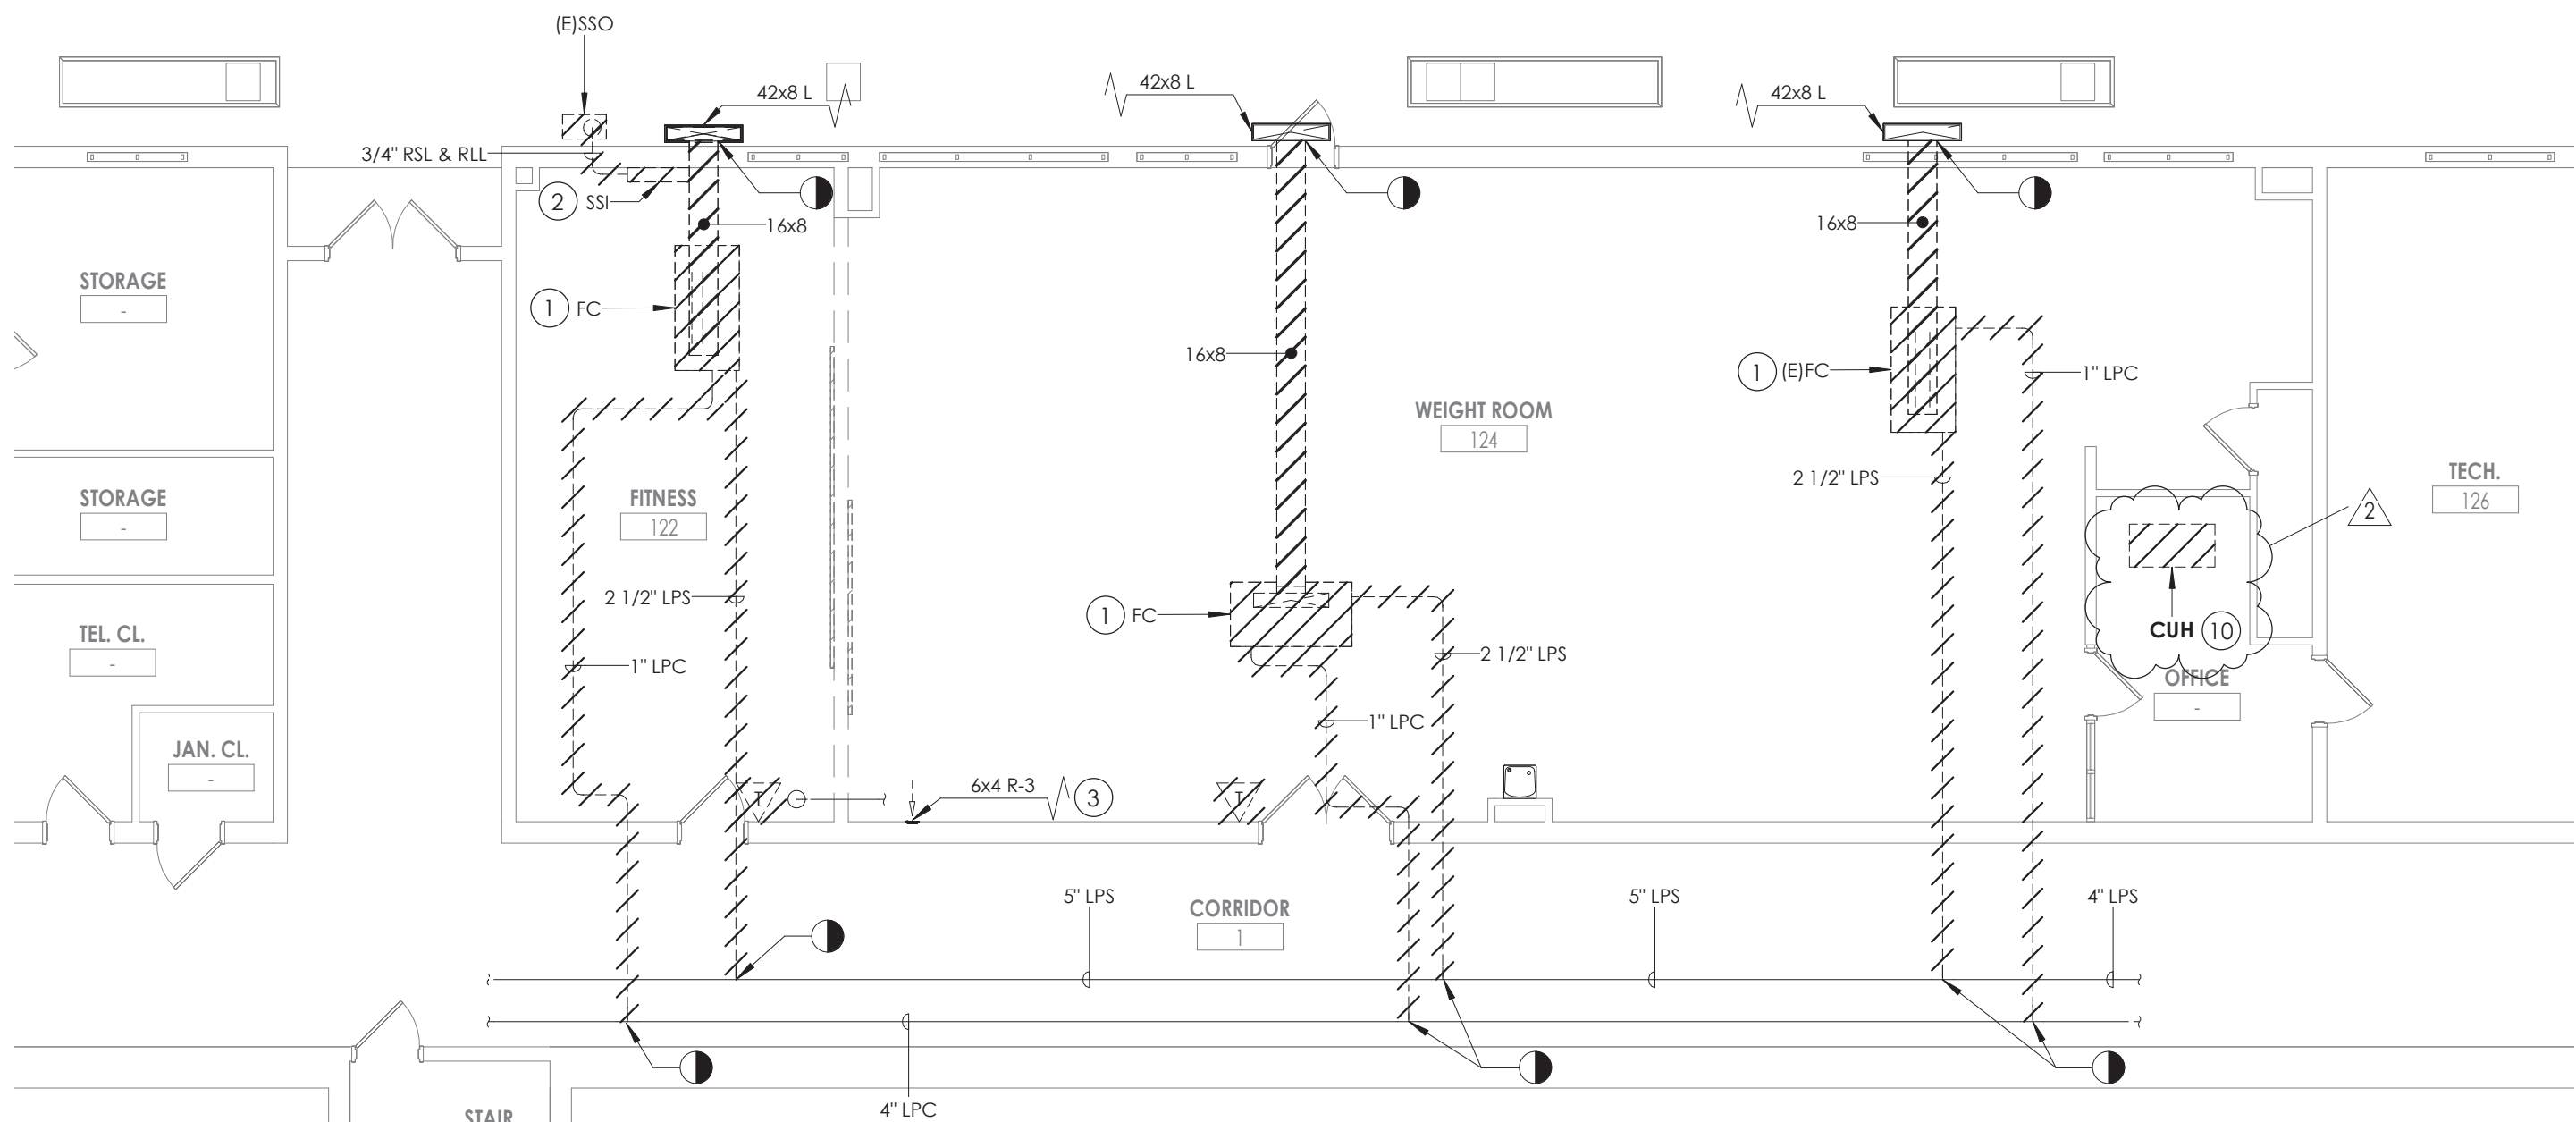 (E)SSO
42x8 L
42x8 L
42x8 L
3/4" RSL & RLL
2 SSI
16x8
16x8
STORAGE
-
1 FC
16x8
1 (E)FC
1" LPC
WEIGHT ROOM
124
2 1/2" LPS
TECH.
126
STORAGE
-
FITNESS
122
2
2 1/2" LPS
1 FC
CUH 10
TEL. CL.
-
1" LPC
2 1/2" LPS
OFFICE
-
1" LPC
JAN. CL.
-
T
6x4 R-3 3
T
5" LPS
5" LPS
4" LPS
CORRIDOR
1
4" LPC
STAIR